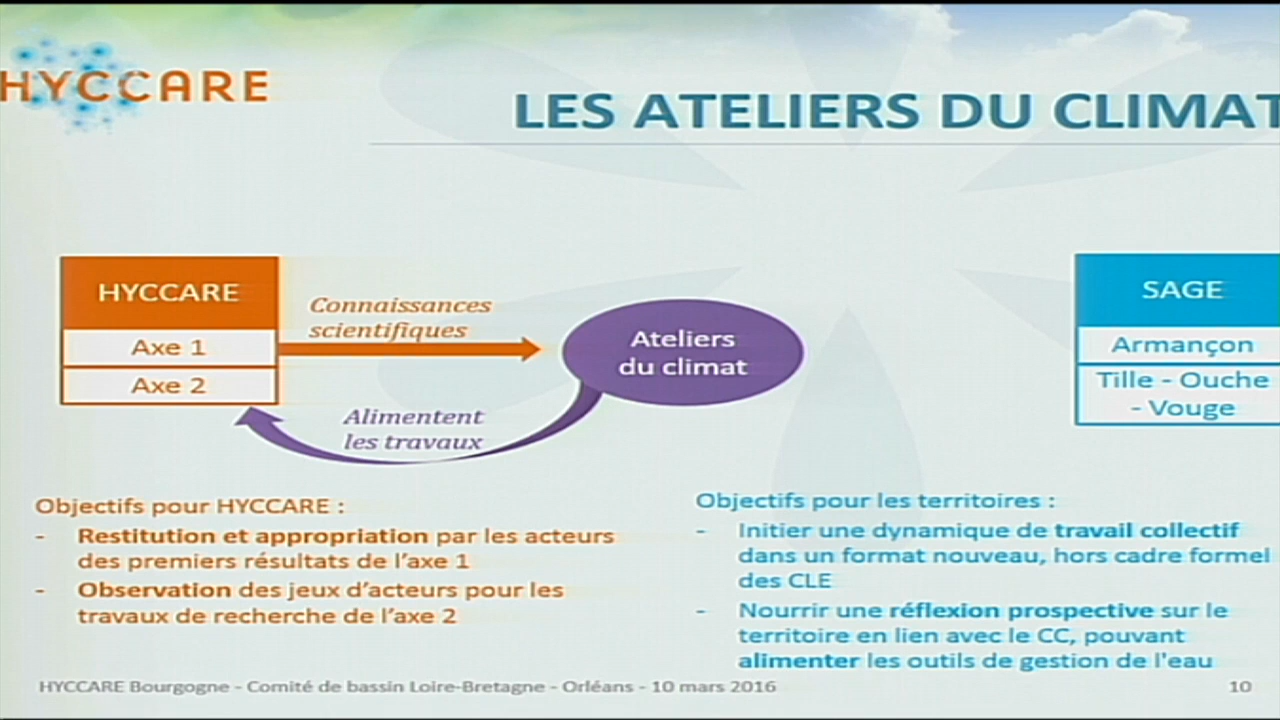 HYCCARE
LES ATELIERS DU CLIMAT
HYCCARE
Axe 1
Axe 2
Connaissances
scientifiques
Ateliers
du climat
Alimentent
les travaux
SAGE
Armançon
Tille - Ouche
- Vouge
Objectifs pour HYCCARE :
- Restitution et appropriation par les acteurs
des premiers résultats de l'axe 1
- Observation des jeux d'acteurs pour les
travaux de recherche de l'axe 2
Objectifs pour les territoires :
- Initier une dynamique de travail collectif
dans un format nouveau, hors cadre formel
des CLE
- Nourrir une réflexion prospective sur le
territoire en lien avec le CC, pouvant
alimenter les outils de gestion de l'eau
HYCCARE Bourgogne - Comité de bassin Loire-Bretagne - Orléans - 10 mars 2016
10